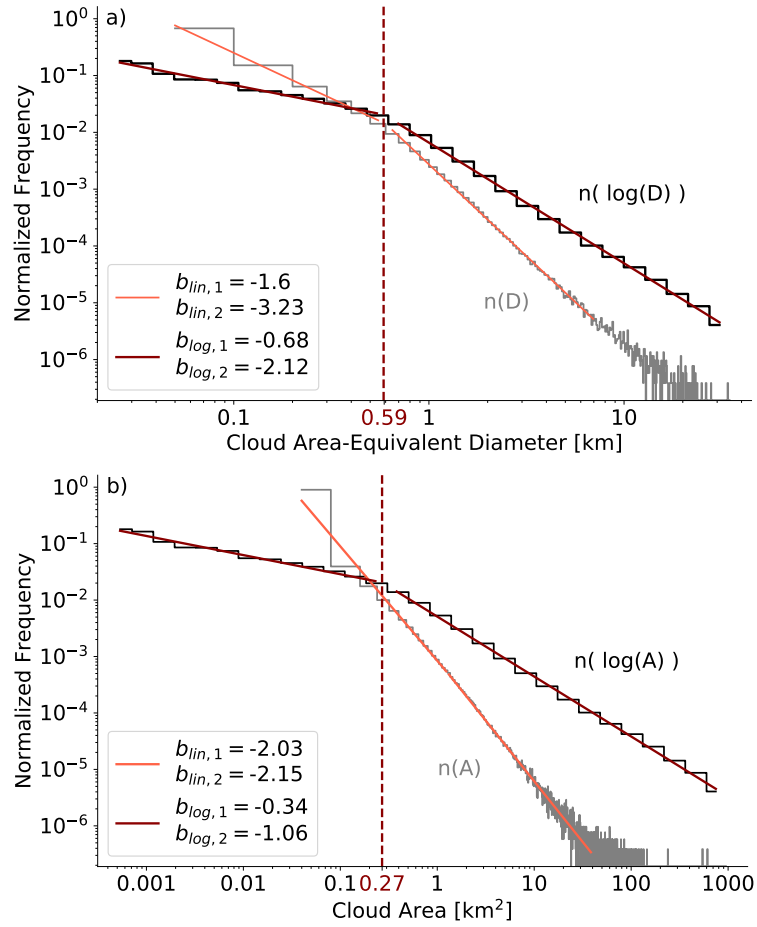 a)
10^0
10^-1
10^-2
10^-3
10^-4
10^-5
10^-6
Normalized Frequency
n( log(D) )
n(D)
b_lin, 1 = -1.6
b_lin, 2 = -3.23
b_log, 1 = -0.68
b_log, 2 = -2.12
0.1 0.59 1 10
Cloud Area-Equivalent Diameter [km]
b)
10^0
10^-1
10^-2
10^-3
10^-4
10^-5
10^-6
Normalized Frequency
n( log(A) )
n(A)
b_lin, 1 = -2.03
b_lin, 2 = -2.15
b_log, 1 = -0.34
b_log, 2 = -1.06
0.001 0.01 0.1 0.27 1 10 100 1000
Cloud Area [km²]